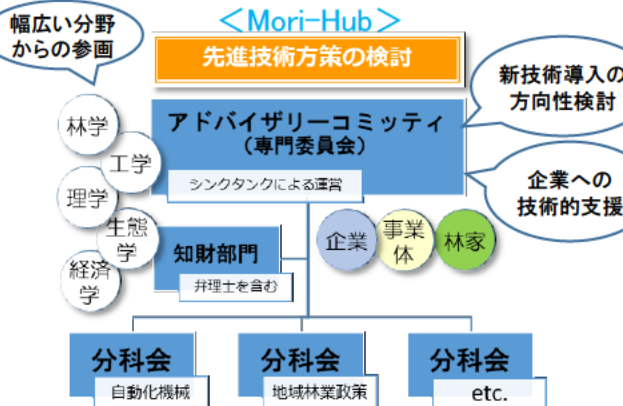 ＜Mori-Hub＞
幅広い分野
からの参画
先進技術方策の検討
新技術導入の
方向性検討
アドバイザリーコミッティ
（専門委員会）
シンクタンクによる運営
林学
工学
理学
生態
学
経済
学
企業への
技術的支援
企業
事業
体
林家
知財部門
弁理士を含む
分科会
自動化機械
分科会
地域林業政策
分科会
etc.